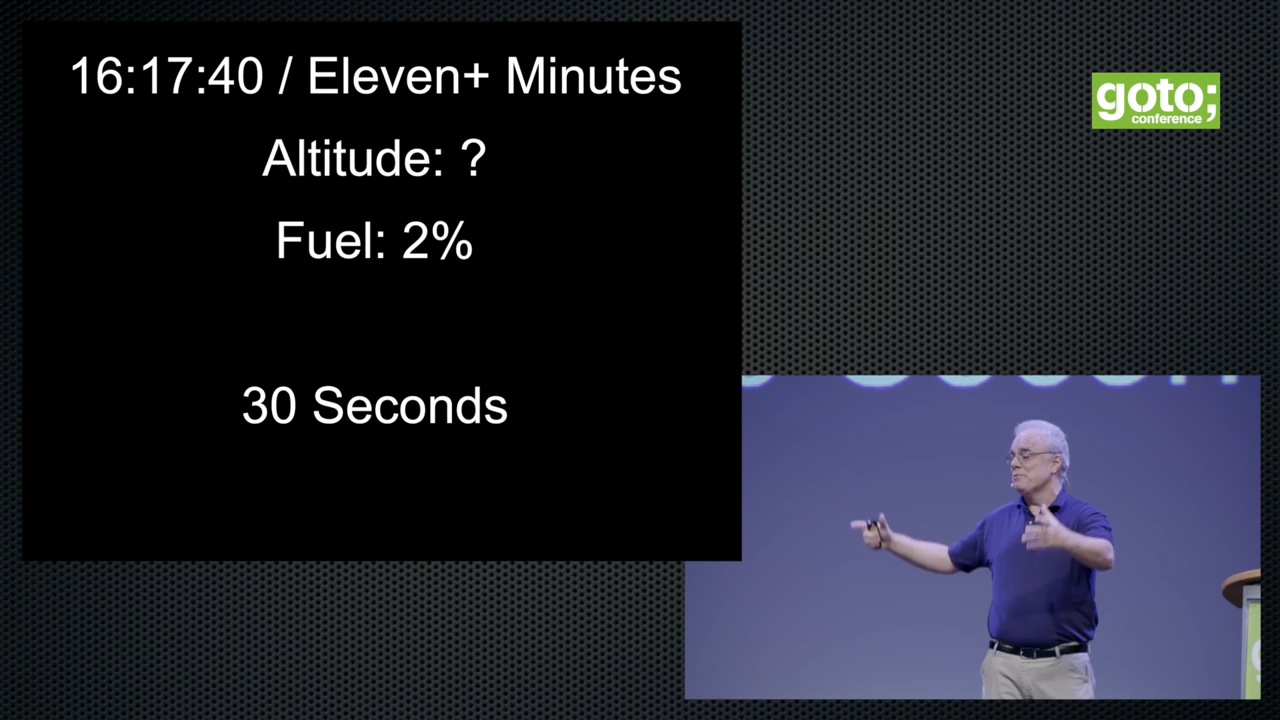 16:17:40 / Eleven+ Minutes
Altitude: ?
Fuel: 2%
30 Seconds
goto;
conference